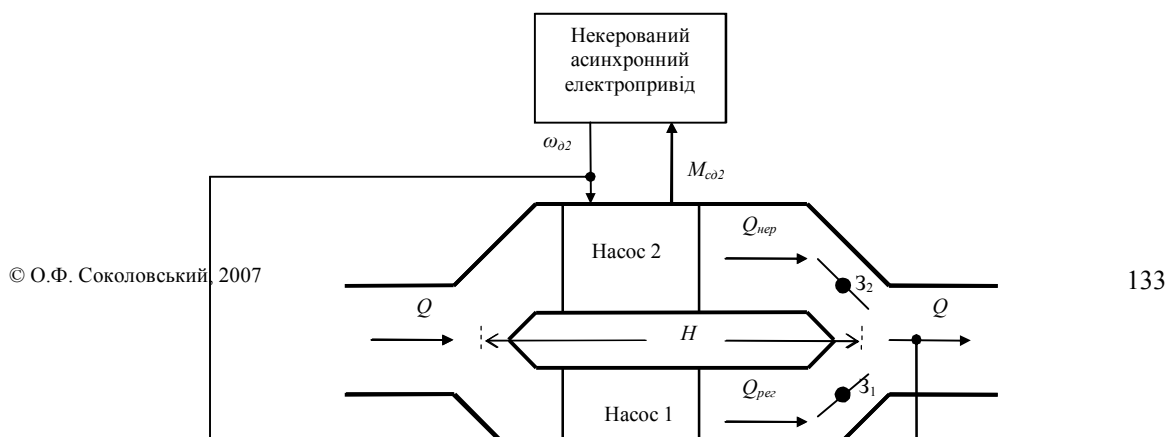 Некерований
асинхронний
електропривід
ωд2
Mсд2
Qнер
Насос 2
© О.Ф. Соколовський, 2007
133
З2
Q
Q
H
Qрег
З1
Насос 1